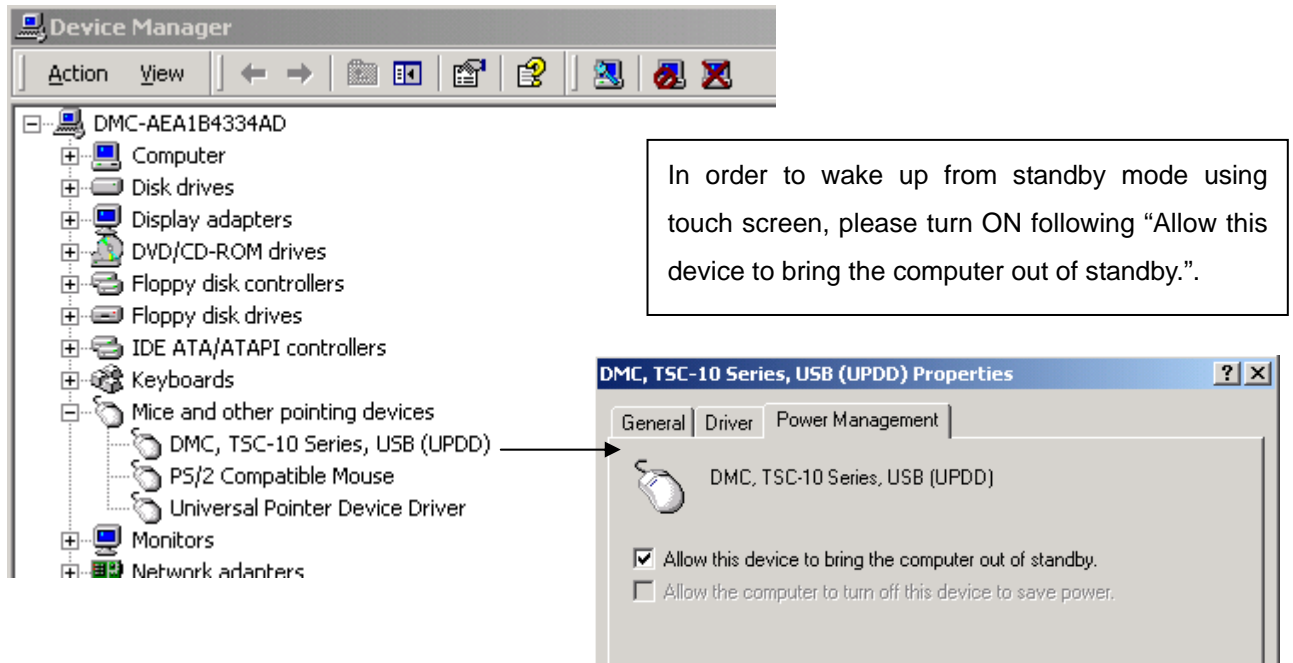 Device Manager
Action View
DMC-AEA1B4334AD
Computer
Disk drives
Display adapters
DVD/CD-ROM drives
Floppy disk controllers
Floppy disk drives
IDE ATA/ATAPI controllers
Keyboards
Mice and other pointing devices
DMC, TSC-10 Series, USB (UPDD)
PS/2 Compatible Mouse
Universal Pointer Device Driver
Monitors
Network adapters
In order to wake up from standby mode using
touch screen, please turn ON following “Allow this
device to bring the computer out of standby.”.
DMC, TSC-10 Series, USB (UPDD) Properties
General Driver Power Management
DMC, TSC-10 Series, USB (UPDD)
Allow this device to bring the computer out of standby.
Allow the computer to turn off this device to save power.